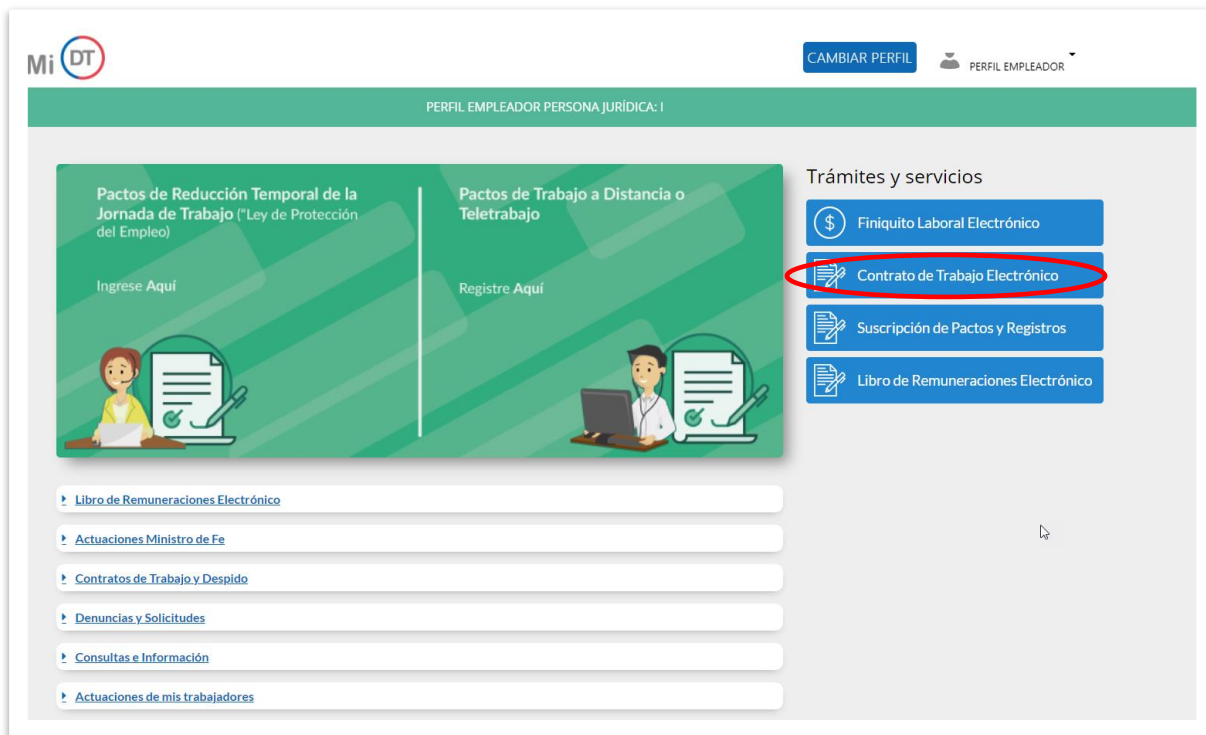 Mi DT
CAMBIAR PERFIL
PERFIL EMPLEADOR
PERFIL EMPLEADOR PERSONA JURÍDICA: I
Pactos de Reducción Temporal de la
Jornada de Trabajo ("Ley de Protección
del Empleo)
Ingrese Aquí
Pactos de Trabajo a Distancia o
Teletrabajo
Registre Aquí
Trámites y servicios
$ Finiquito Laboral Electrónico
Contrato de Trabajo Electrónico
Suscripción de Pactos y Registros
Libro de Remuneraciones Electrónico
Libro de Remuneraciones Electrónico
Actuaciones Ministro de Fe
Contratos de Trabajo y Despido
Denuncias y Solicitudes
Consultas e Información
Actuaciones de mis trabajadores